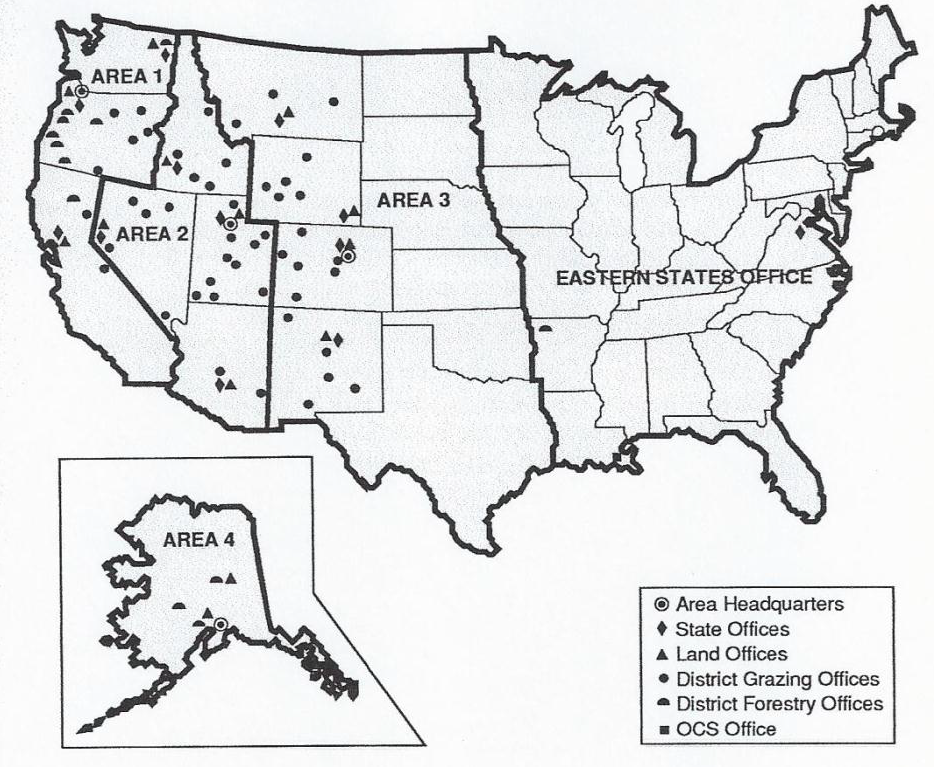 AREA 1
AREA 2
AREA 3
EASTERN STATES OFFICE
AREA 4
Area Headquarters
State Offices
Land Offices
District Grazing Offices
District Forestry Offices
OCS Office